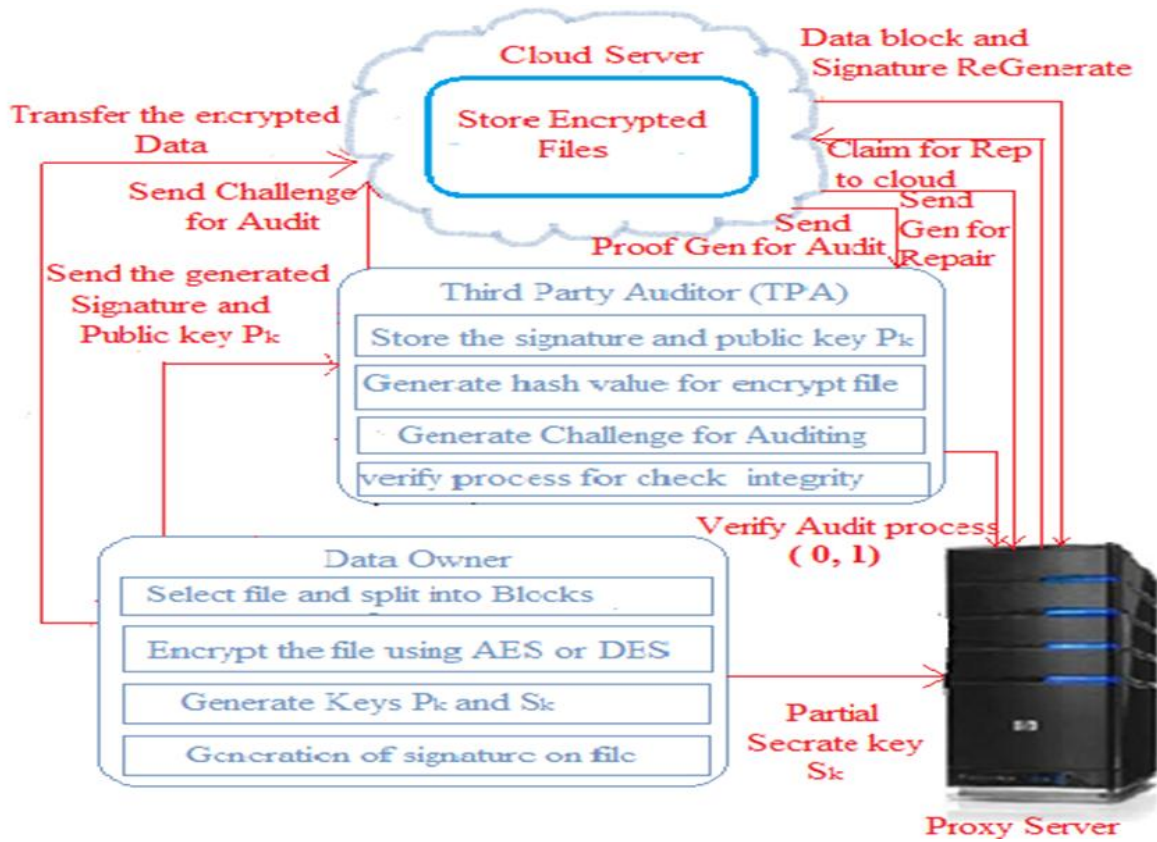 Cloud Server
Store Encrypted
Files
Data block and
Signature ReGenerate
Transfer the encrypted
Data
Claim for Rep
to cloud
Send Challenge
for Audit
Send
Gen for
Repair
Send
Proof Gen for Audit
Send the generated
Signature and
Public key Pk
Third Party Auditor (TPA)
Store the signature and public key Pk
Generate hash value for encrypt file
Generate Challenge for Auditing
verify process for check integrity
Verify Audit process
( 0, 1)
Data Owner
Select file and split into Blocks
Encrypt the file using AES or DES
Generate Keys Pk and Sk
Generation of signature on file
Partial
Secrate key
Sk
hp
Proxy Server